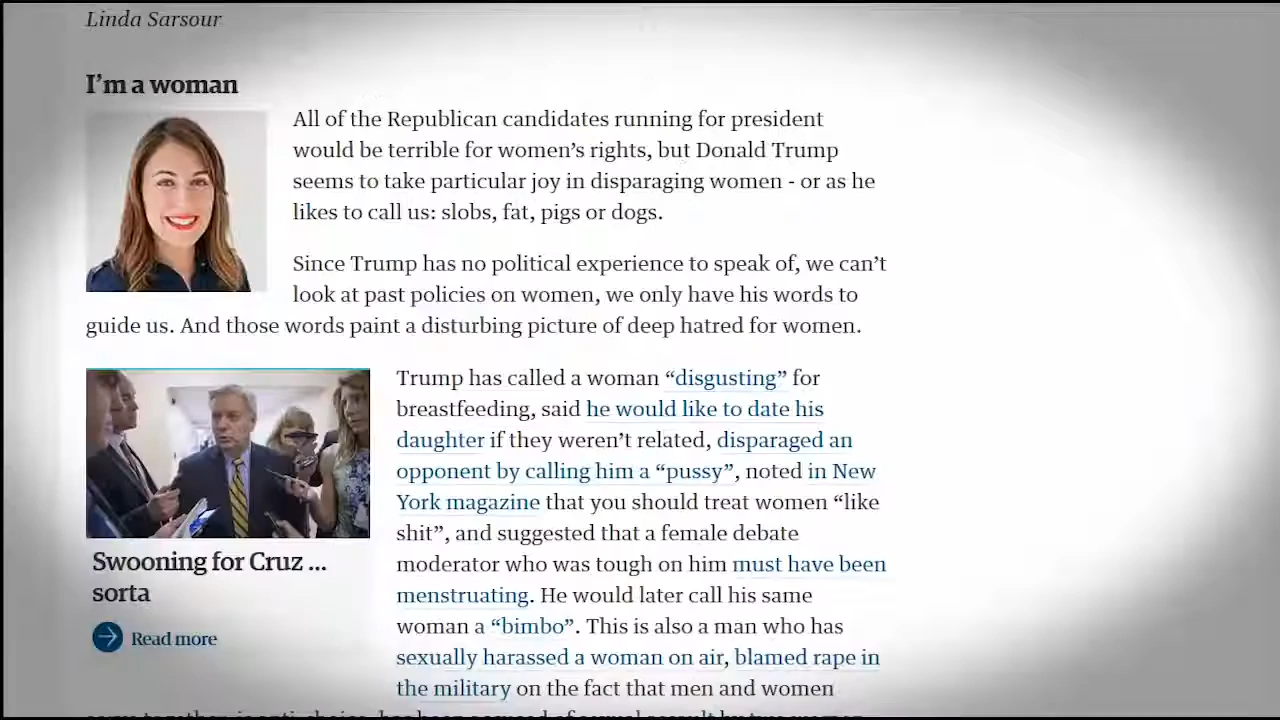 Linda Sarsour
I’m a woman
All of the Republican candidates running for president
would be terrible for women’s rights, but Donald Trump
seems to take particular joy in disparaging women - or as he
likes to call us: slobs, fat, pigs or dogs.
Since Trump has no political experience to speak of, we can’t
look at past policies on women, we only have his words to
guide us. And those words paint a disturbing picture of deep hatred for women.
Trump has called a woman “disgusting” for
breastfeeding, said he would like to date his
daughter if they weren’t related, disparaged an
opponent by calling him a “pussy”, noted in New
York magazine that you should treat women “like
shit”, and suggested that a female debate
moderator who was tough on him must have been
menstruating. He would later call his same
woman a “bimbo”. This is also a man who has
sexually harassed a woman on air, blamed rape in
the military on the fact that men and women
Swooning for Cruz ...
sorta
Read more